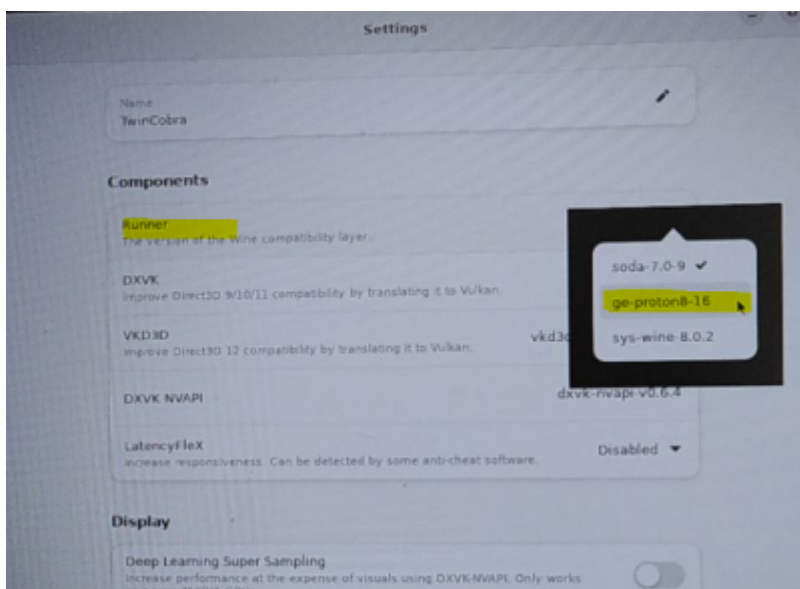 Settings
Name
TwinCobra
Components
Runner
The version of the Wine compatibility layer.
soda-7.0-9
DXVK
Improve Direct3D 9/10/11 compatibility by translating it to Vulkan.
ge-proton8-16
VKD3D
Improve Direct3D 12 compatibility by translating it to Vulkan.
vkd3
sys-wine-8.0.2
DXVK NVAPI
dxvk-nvapi-v0.6.4
LatencyFleX
Increase responsiveness. Can be detected by some anti-cheat software.
Disabled
Display
Deep Learning Super Sampling
Increase performance at the expense of visuals using DXVK-NVAPI. Only works